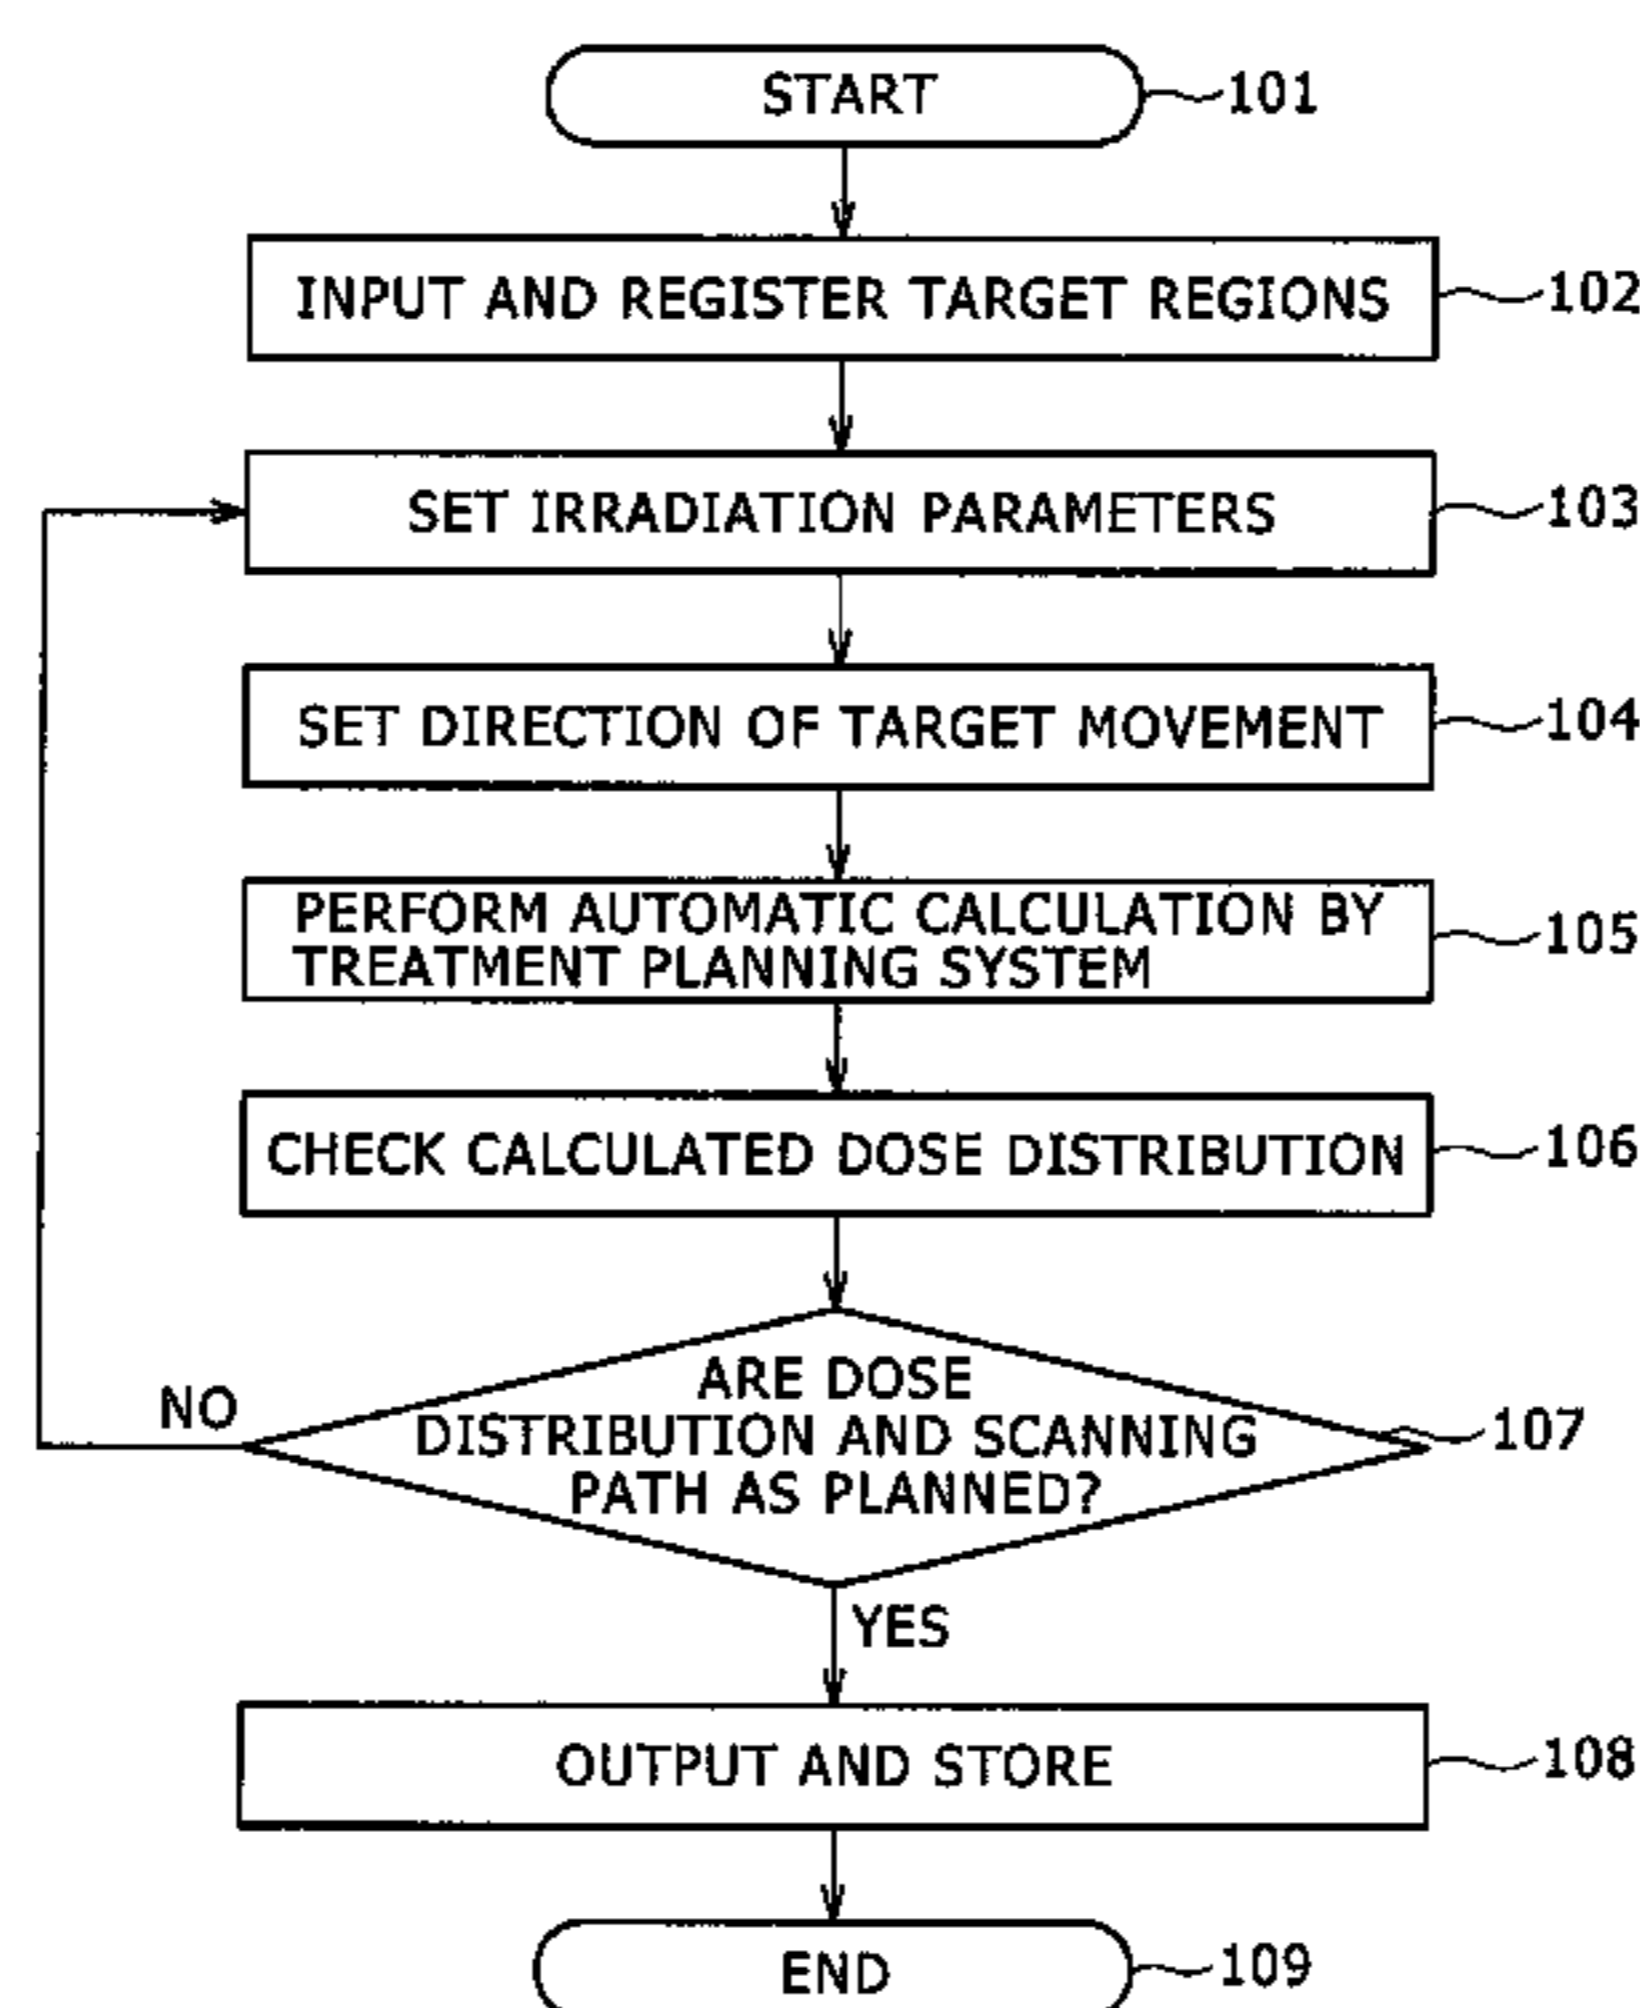 START
101
INPUT AND REGISTER TARGET REGIONS
102
SET IRRADIATION PARAMETERS
103
SET DIRECTION OF TARGET MOVEMENT
104
PERFORM AUTOMATIC CALCULATION BY
TREATMENT PLANNING SYSTEM
105
CHECK CALCULATED DOSE DISTRIBUTION
106
ARE DOSE
DISTRIBUTION AND SCANNING
PATH AS PLANNED?
107
NO
YES
OUTPUT AND STORE
108
END
109